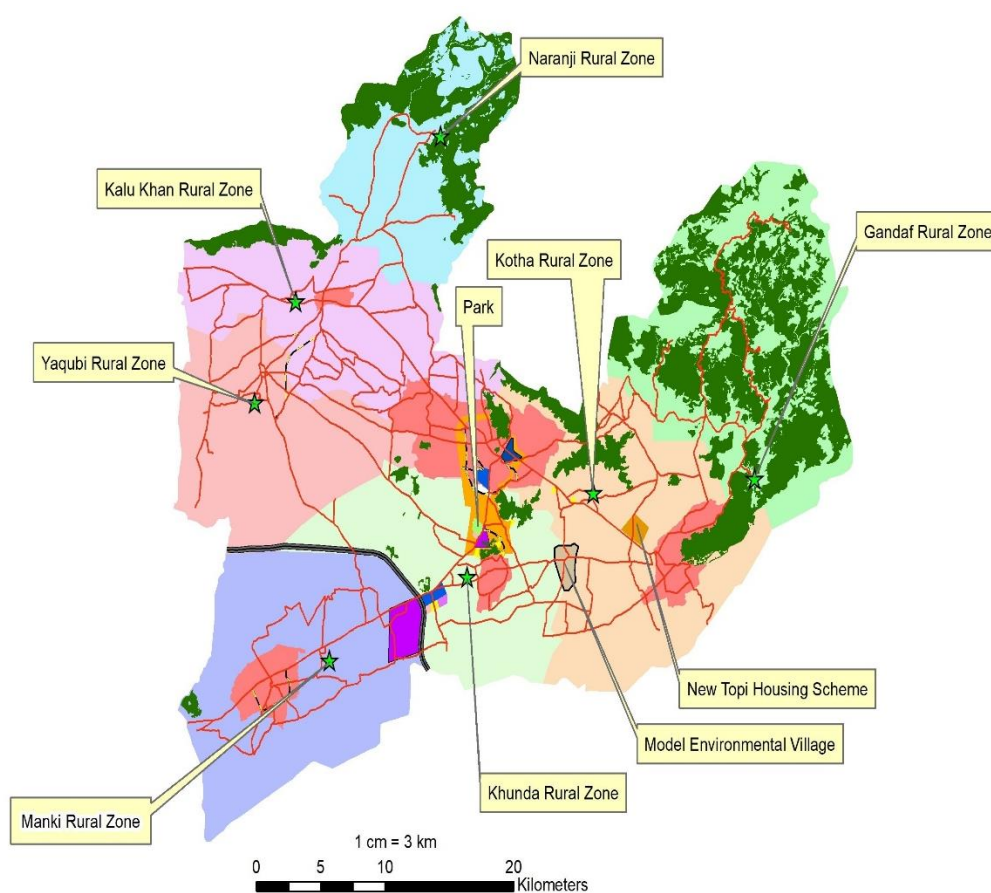 Naranji Rural Zone
Kalu Khan Rural Zone
Gandaf Rural Zone
Kotha Rural Zone
Park
Yaqubi Rural Zone
New Topi Housing Scheme
Model Environmental Village
Khunda Rural Zone
Manki Rural Zone
1 cm = 3 km
0 5 10 20
Kilometers